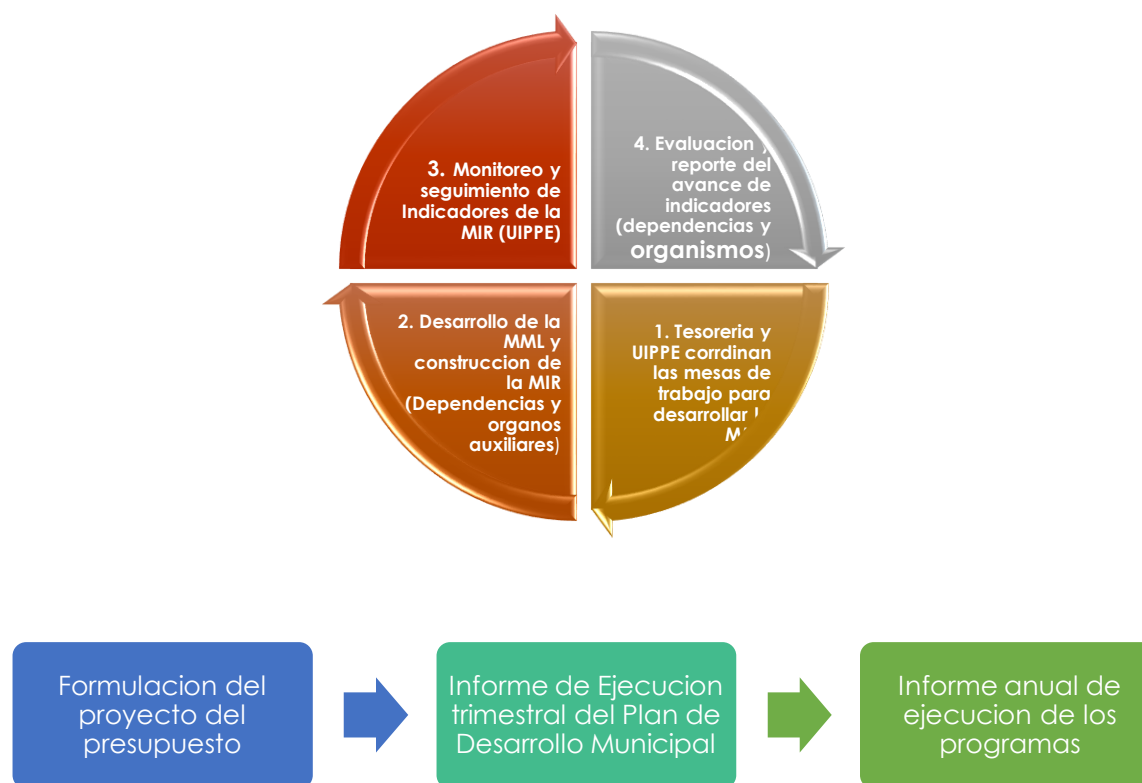 3. Monitoreo y
seguimiento de
Indicadores de la
MIR (UIPPE)
4. Evaluacion
reporte del
avance de
indicadores
(dependencias y
organismos)
2. Desarrollo de la
MML y
construccion de
la MIR
(Dependencias y
organos
auxiliares)
1. Tesoreria y
UIPPE corrdinan
las mesas de
trabajo para
desarrollar
Formulacion del
proyecto del
presupuesto
Informe de Ejecucion
trimestral del Plan de
Desarrollo Municipal
Informe anual de
ejecucion de los
programas